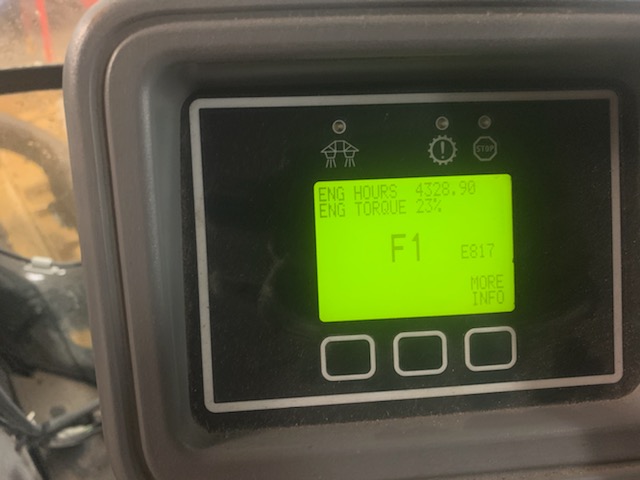 STOP
ENG HOURS 4328.90
ENG TORQUE 23%
F1
E817
MORE
INFO